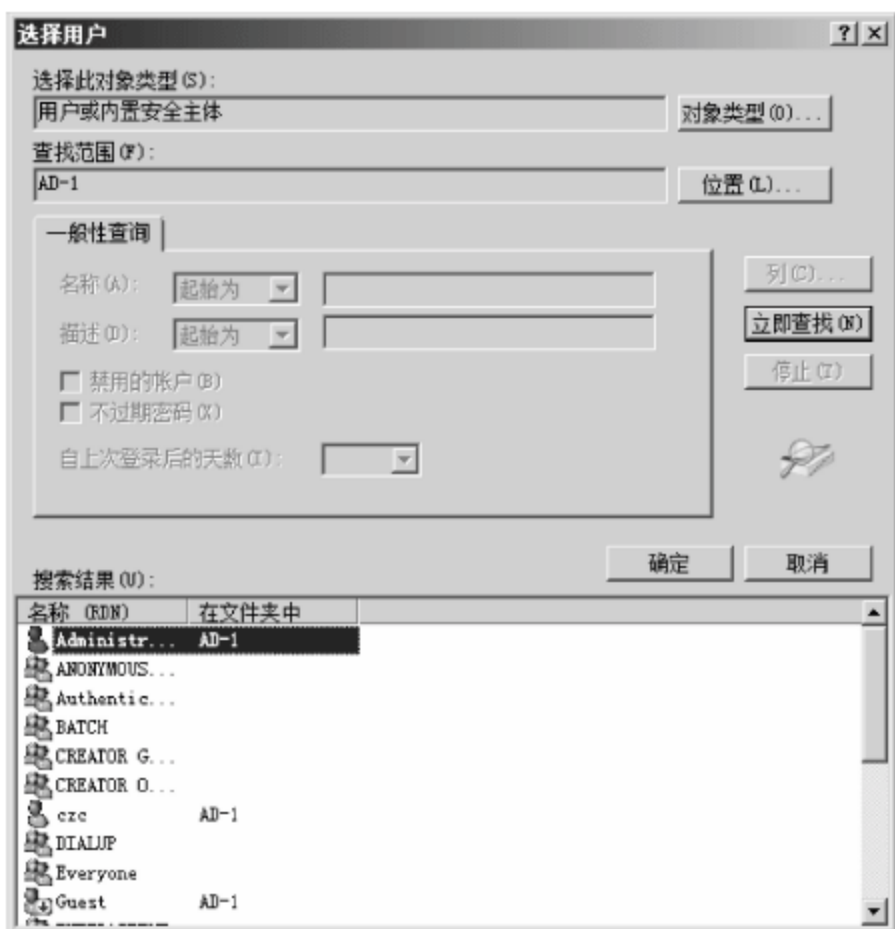 选择用户
选择此对象类型(S):
用户或内置安全主体 对象类型(O)...
查找范围(F):
AD-1 位置(L)...
一般性查询
名称(A): 起始为 列(C)...
描述(D): 起始为 立即查找(N)
禁用的帐户(B) 停止(T)
不过期密码(X)
自上次登录后的天数(I):
确定 取消
搜索结果(U):
名称 (RDN) 在文件夹中
Administr... AD-1
ANONYMOUS...
Authentic...
BATCH
CREATOR G...
CREATOR O...
czc AD-1
DIALUP
Everyone
Guest AD-1